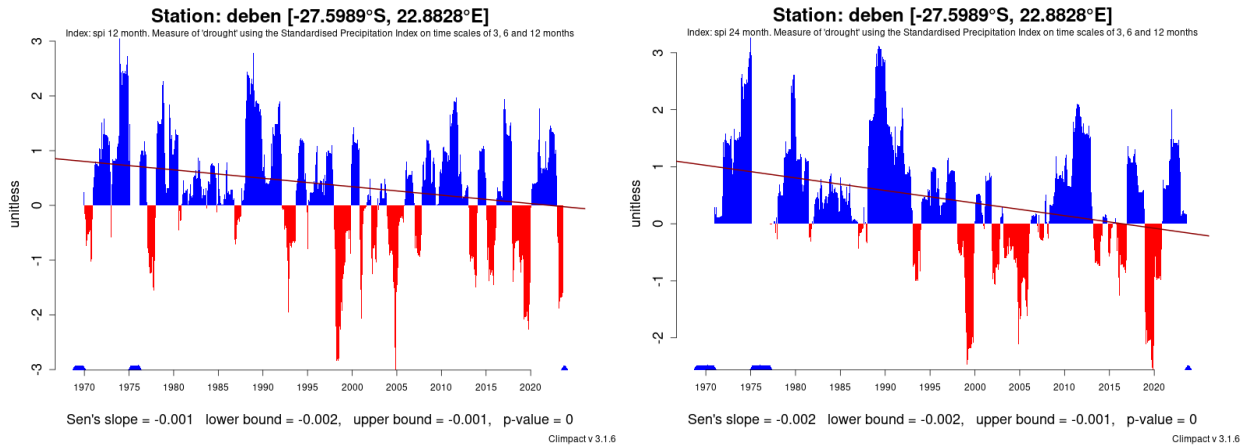 Station: deben [-27.5989°S, 22.8828°E]
Index: spi 12 month. Measure of 'drought' using the Standardised Precipitation Index on time scales of 3, 6 and 12 months
unitless
3
2
1
0
-1
-2
-3
1970 1975 1980 1985 1990 1995 2000 2005 2010 2015 2020
Sen's slope = -0.001 lower bound = -0.002, upper bound = -0.001, p-value = 0
Climpact v 3.1.6
Station: deben [-27.5989°S, 22.8828°E]
Index: spi 24 month. Measure of 'drought' using the Standardised Precipitation Index on time scales of 3, 6 and 12 months
unitless
3
2
1
0
-1
-2
1970 1975 1980 1985 1990 1995 2000 2005 2010 2015 2020
Sen's slope = -0.002 lower bound = -0.002, upper bound = -0.001, p-value = 0
Climpact v 3.1.6